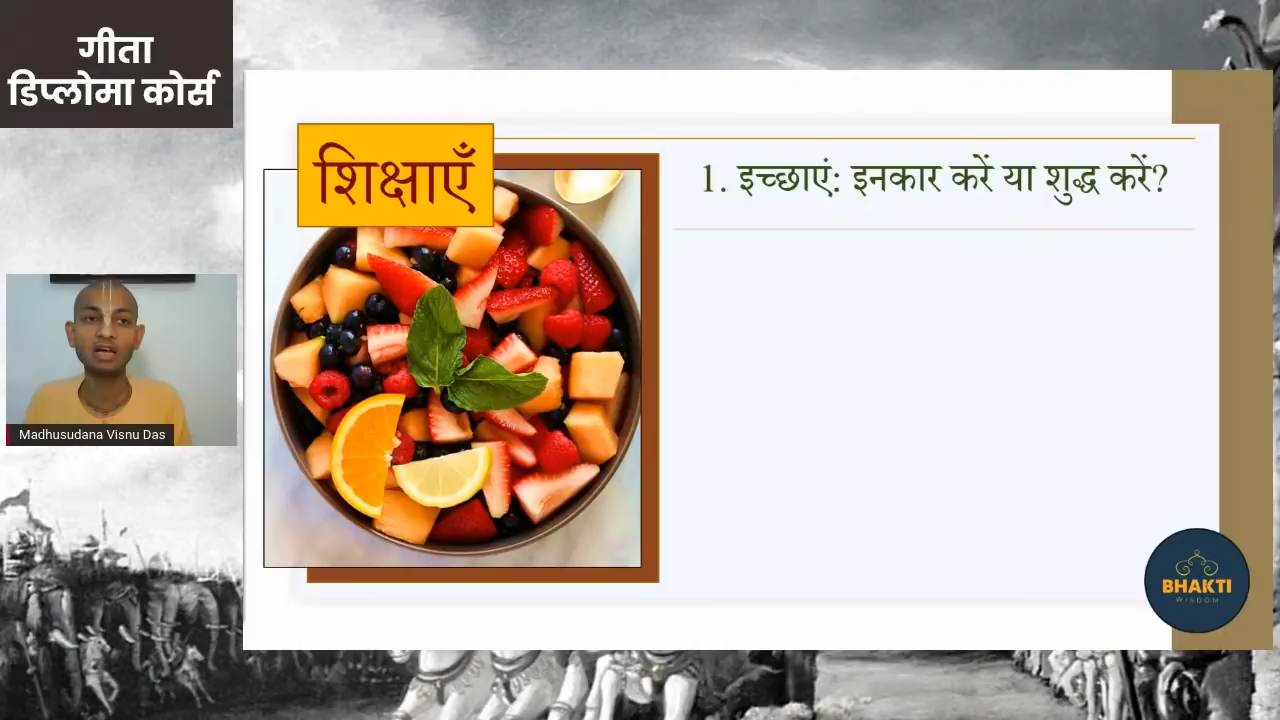 गीता
डिप्लोमा कोर्स
शिक्षाएँ
1. इच्छाएं: इनकार करें या शुद्ध करें?
Madhusudana Visnu Das
BHAKTI
WISDOM